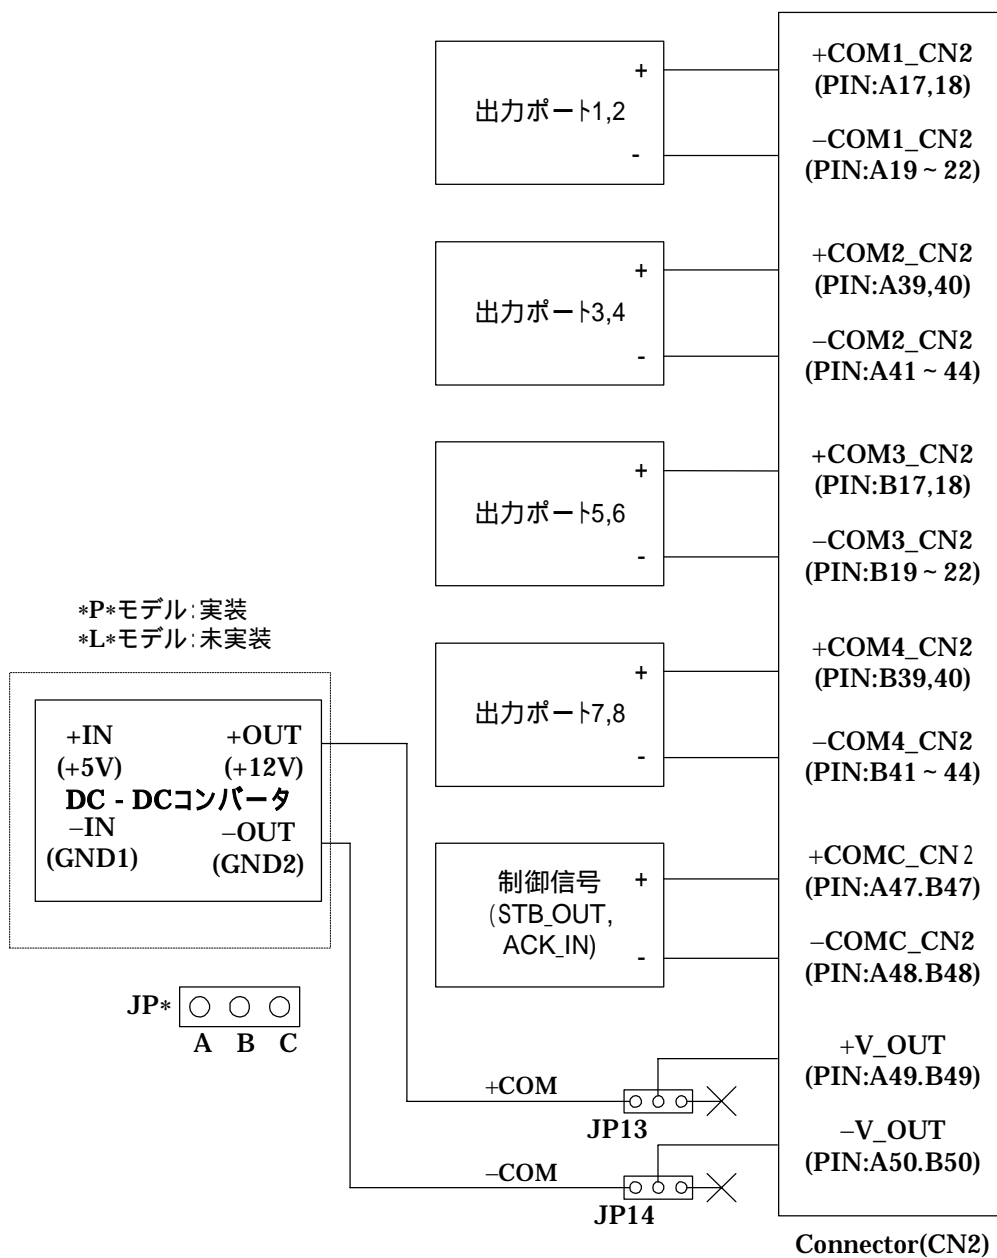 +COM1_CN2
(PIN:A17,18)
+
出力ポート1,2
-
−COM1_CN2
(PIN:A19~22)
+COM2_CN2
(PIN:A39,40)
+
出力ポート3,4
-
−COM2_CN2
(PIN:A41~44)
+COM3_CN2
(PIN:B17,18)
+
出力ポート5,6
-
−COM3_CN2
(PIN:B19~22)
*P*モデル:実装
*L*モデル:未実装
+COM4_CN2
(PIN:B39,40)
+
出力ポート7,8
-
−COM4_CN2
(PIN:B41~44)
+IN
(+5V)
+OUT
(+12V)
DC-DCコンバータ
−IN
(GND1)
−OUT
(GND2)
+COMC_CN2
(PIN:A47.B47)
制御信号
(STB_OUT,
ACK_IN)
+
-
−COMC_CN2
(PIN:A48.B48)
JP*
A B C
+V_OUT
(PIN:A49.B49)
+COM
JP13
−V_OUT
(PIN:A50.B50)
−COM
JP14
Connector(CN2)